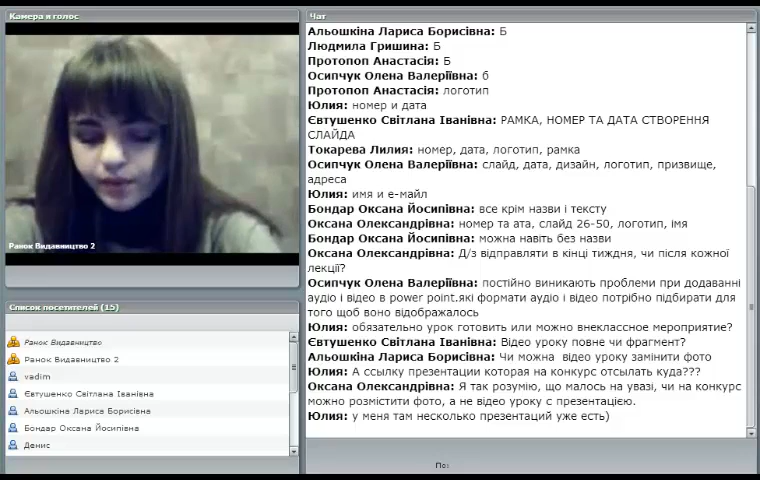 Камера и голос
Ранок Видавництво 2
Список посетителей (15)
Ранок Видавництво
Ранок Видавництво 2
vadim
Євтушенко Світлана Іванівна
Альошкіна Лариса Борисівна
Бондар Оксана Йосипівна
Денис
Чат
Альошкіна Лариса Борисівна: Б
Людмила Гришина: Б
Протопоп Анастасія: Б
Осипчук Олена Валеріївна: б
Протопоп Анастасія: логотип
Юлия: номер и дата
Євтушенко Світлана Іванівна: РАМКА, НОМЕР ТА ДАТА СТВОРЕННЯ
СЛАЙДА
Токарева Лилия: номер, дата, логотип, рамка
Осипчук Олена Валеріївна: слайд, дата, дизайн, логотип, призвище,
адреса
Юлия: имя и е-майл
Бондар Оксана Йосипівна: все крім назви і тексту
Оксана Олександрівна: номер та ата, слайд 26-50, логотип, імя
Бондар Оксана Йосипівна: можна навіть без назви
Оксана Олександрівна: Д/з відправляти в кінці тиждня, чи після кожної
лекції?
Осипчук Олена Валеріївна: постійно виникають проблеми при додаванні
аудіо і відео в power point.які формати аудіо і відео потрібно підбирати для
того щоб воно відображалось
Юлия: обязательно урок готовить или можно внеклассное мероприятие?
Євтушенко Світлана Іванівна: Відео уроку повне чи фрагмент?
Альошкіна Лариса Борисівна: Чи можна відео уроку замінити фото
Юлия: А ссылку презентации которая на конкурс отсылать куда???
Оксана Олександрівна: Я так розумію, що малось на увазі, чи на конкурс
можно розмістити фото, а не відео уроку с презентацією.
Юлия: у меня там несколько презентаций уже есть)
По: